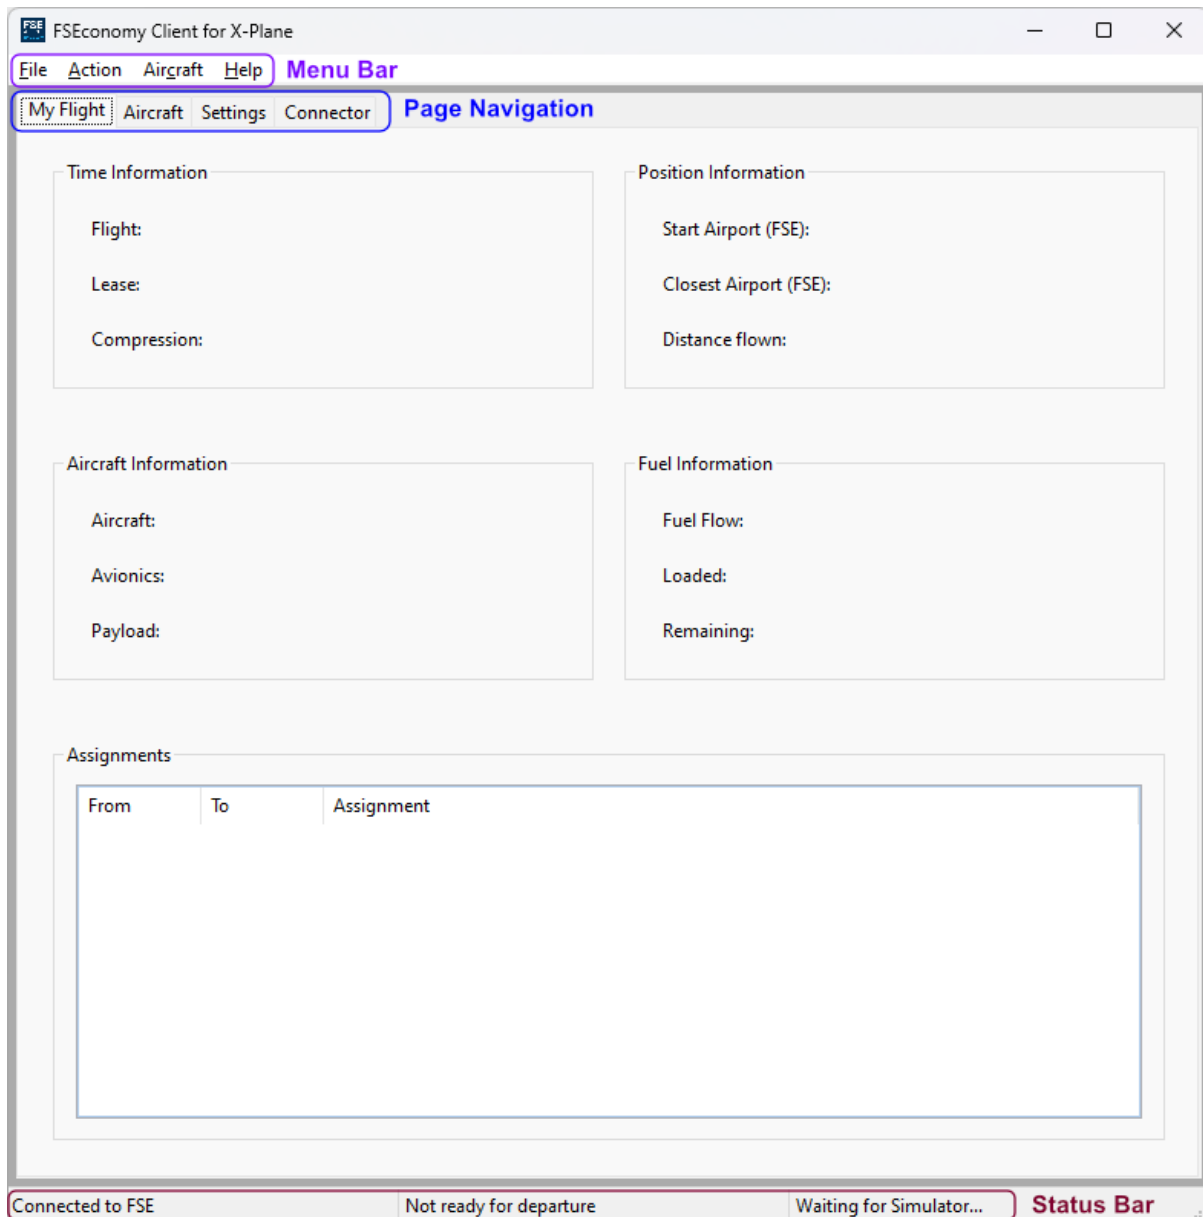 FSE FSEconomy Client for X-Plane
File Action Aircraft Help Menu Bar
My Flight Aircraft Settings Connector Page Navigation
Time Information
Flight:
Lease:
Compression:
Position Information
Start Airport (FSE):
Closest Airport (FSE):
Distance flown:
Aircraft Information
Aircraft:
Avionics:
Payload:
Fuel Information
Fuel Flow:
Loaded:
Remaining:
Assignments
From To Assignment
Connected to FSE Not ready for departure Waiting for Simulator... Status Bar